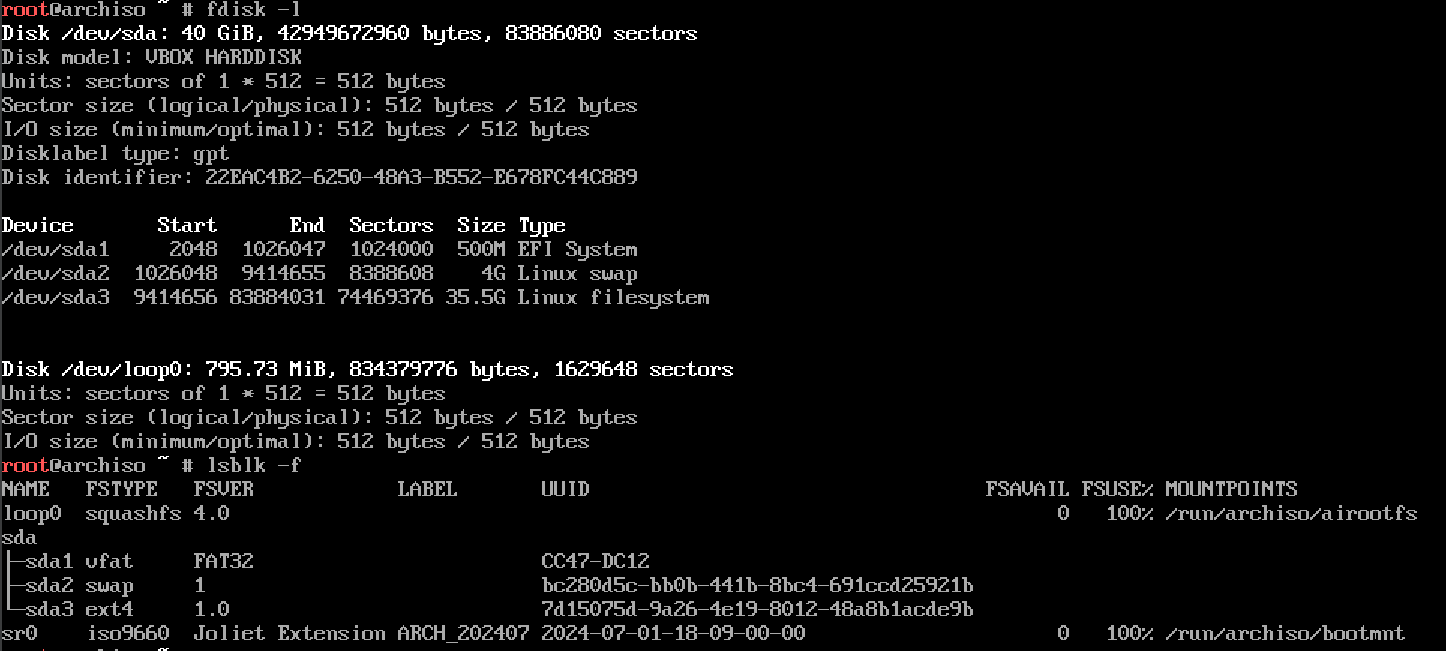 root@archiso ~ # fdisk -l
Disk /dev/sda: 40 GiB, 42949672960 bytes, 83886080 sectors
Disk model: VBOX HARDDISK
Units: sectors of 1 * 512 = 512 bytes
Sector size (logical/physical): 512 bytes / 512 bytes
I/O size (minimum/optimal): 512 bytes / 512 bytes
Disklabel type: gpt
Disk identifier: 22EAC4B2-6250-48A3-B552-E678FC44C889
Device       Start      End  Sectors  Size Type
/dev/sda1     2048  1026047  1024000  500M EFI System
/dev/sda2  1026048  9414655  8388608    4G Linux swap
/dev/sda3  9414656 83884031 74469376 35.5G Linux filesystem
Disk /dev/loop0: 795.73 MiB, 834379776 bytes, 1629648 sectors
Units: sectors of 1 * 512 = 512 bytes
Sector size (logical/physical): 512 bytes / 512 bytes
I/O size (minimum/optimal): 512 bytes / 512 bytes
root@archiso ~ # lsblk -f
NAME   FSTYPE   FSVER            LABEL       UUID                                 FSAVAIL FSUSE% MOUNTPOINTS
loop0  squashfs 4.0                                                                     0   100% /run/archiso/airootfs
sda
├─sda1 vfat     FAT32                        CC47-DC12
├─sda2 swap     1                            bc280d5c-bb0b-441b-8bc4-691ccd25921b
└─sda3 ext4     1.0                          7d15075d-9a26-4e19-8012-48a8b1acde9b
sr0    iso9660  Joliet Extension ARCH_202407 2024-07-01-18-09-00-00                     0   100% /run/archiso/bootmnt